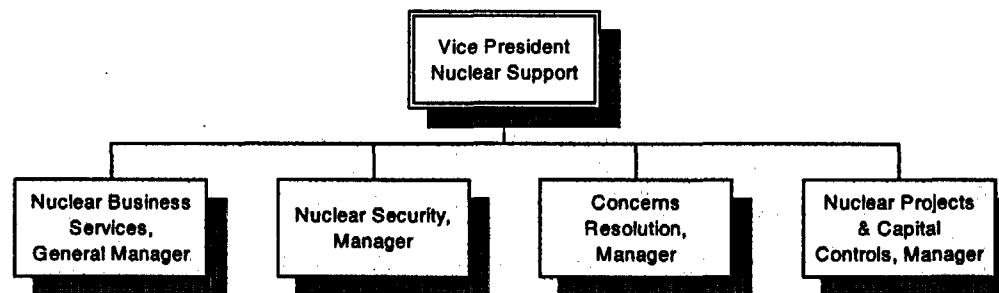 Vice President
Nuclear Support
Nuclear Business
Services,
General Manager
Nuclear Security,
Manager
Concerns
Resolution,
Manager
Nuclear Projects
& Capital
Controls, Manager